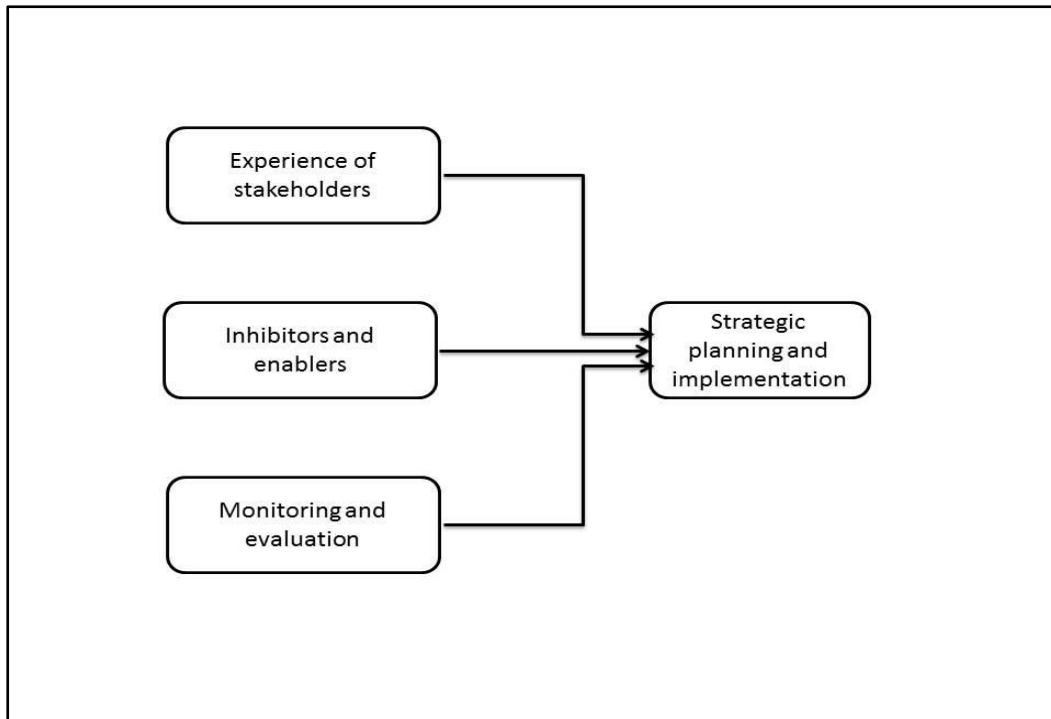 Experience of
stakeholders
Inhibitors and
enablers
Strategic
planning and
implementation
Monitoring and
evaluation